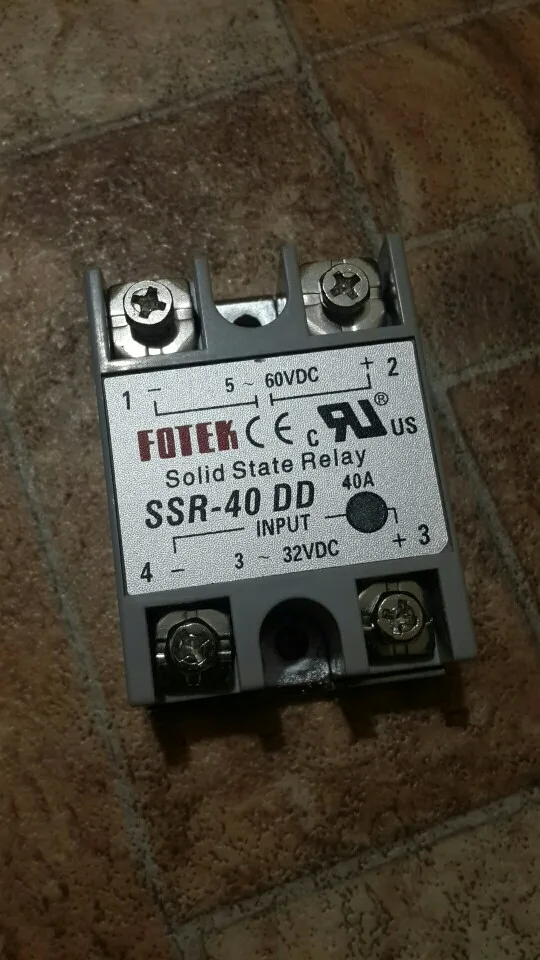 1 − 5 ~ 60VDC + 2
FOTEK CE c RU® US
Solid State Relay
SSR-40 DD 40A
INPUT
4 − 3 ~ 32VDC + 3